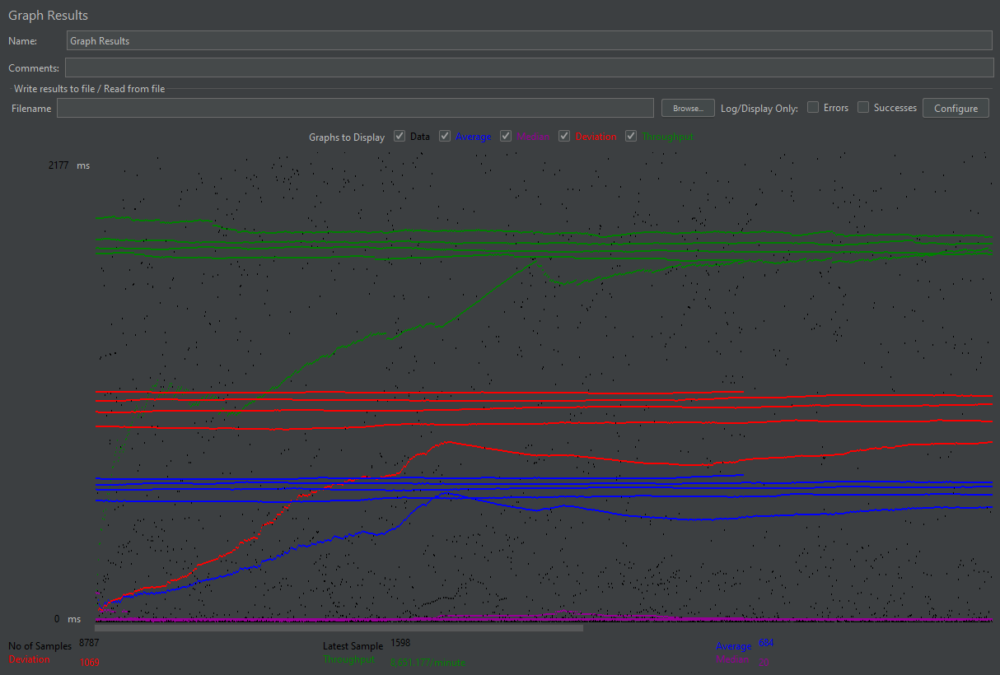 Graph Results
Name: Graph Results
Comments:
Write results to file / Read from file
Filename Browse... Log/Display Only: Errors Successes Configure
Graphs to Display Data Average Median Deviation Throughput
2177 ms
0 ms
No of Samples 8787 Latest Sample 1598 Average 684
Deviation 1089 Throughput 8,651.177/minute Median 20